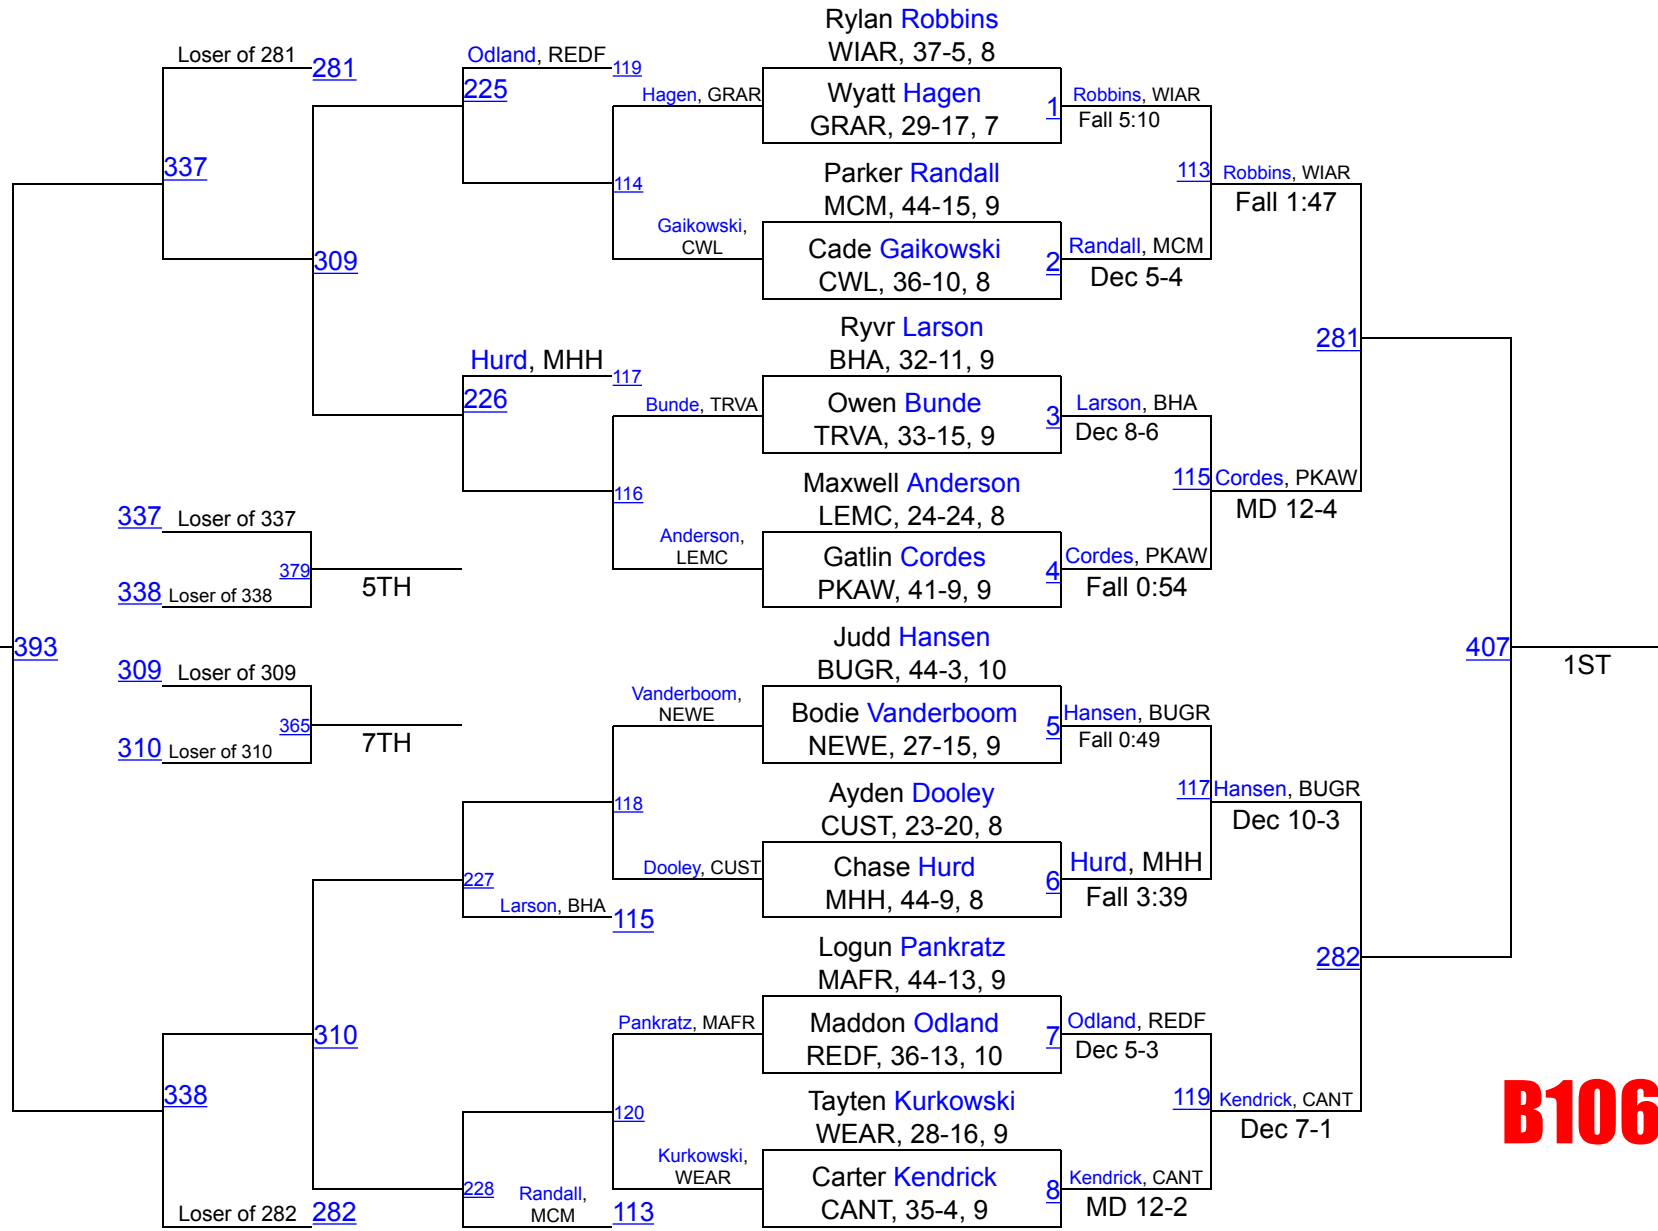 Rylan Robbins
WIAR, 37-5, 8
Loser of 281
281
Odland, REDF
119
225
Hagen, GRAR
Wyatt Hagen
GRAR, 29-17, 7
1
Robbins, WIAR
Fall 5:10
337
114
Parker Randall
MCM, 44-15, 9
113
Robbins, WIAR
Fall 1:47
309
Gaikowski,
CWL
Cade Gaikowski
CWL, 36-10, 8
2
Randall, MCM
Dec 5-4
Ryvr Larson
BHA, 32-11, 9
281
Hurd, MHH
117
226
Bunde, TRVA
Owen Bunde
TRVA, 33-15, 9
3
Larson, BHA
Dec 8-6
116
Maxwell Anderson
LEMC, 24-24, 8
115
Cordes, PKAW
MD 12-4
337
Loser of 337
Anderson,
LEMC
Gatlin Cordes
PKAW, 41-9, 9
4
Cordes, PKAW
Fall 0:54
379
5TH
338
Loser of 338
393
Judd Hansen
BUGR, 44-3, 10
407
1ST
309
Loser of 309
Vanderboom,
NEWE
Bodie Vanderboom
NEWE, 27-15, 9
5
Hansen, BUGR
Fall 0:49
365
7TH
310
Loser of 310
118
Ayden Dooley
CUST, 23-20, 8
117
Hansen, BUGR
Dec 10-3
227
Dooley, CUST
Chase Hurd
MHH, 44-9, 8
6
Hurd, MHH
Fall 3:39
Larson, BHA
115
Logun Pankratz
MAFR, 44-13, 9
282
310
Pankratz, MAFR
Maddon Odland
REDF, 36-13, 10
7
Odland, REDF
Dec 5-3
338
120
Tayten Kurkowski
WEAR, 28-16, 9
119
Kendrick, CANT
Dec 7-1
B106
228
Kurkowski,
WEAR
Carter Kendrick
CANT, 35-4, 9
8
Kendrick, CANT
MD 12-2
Loser of 282
282
Randall,
MCM
113